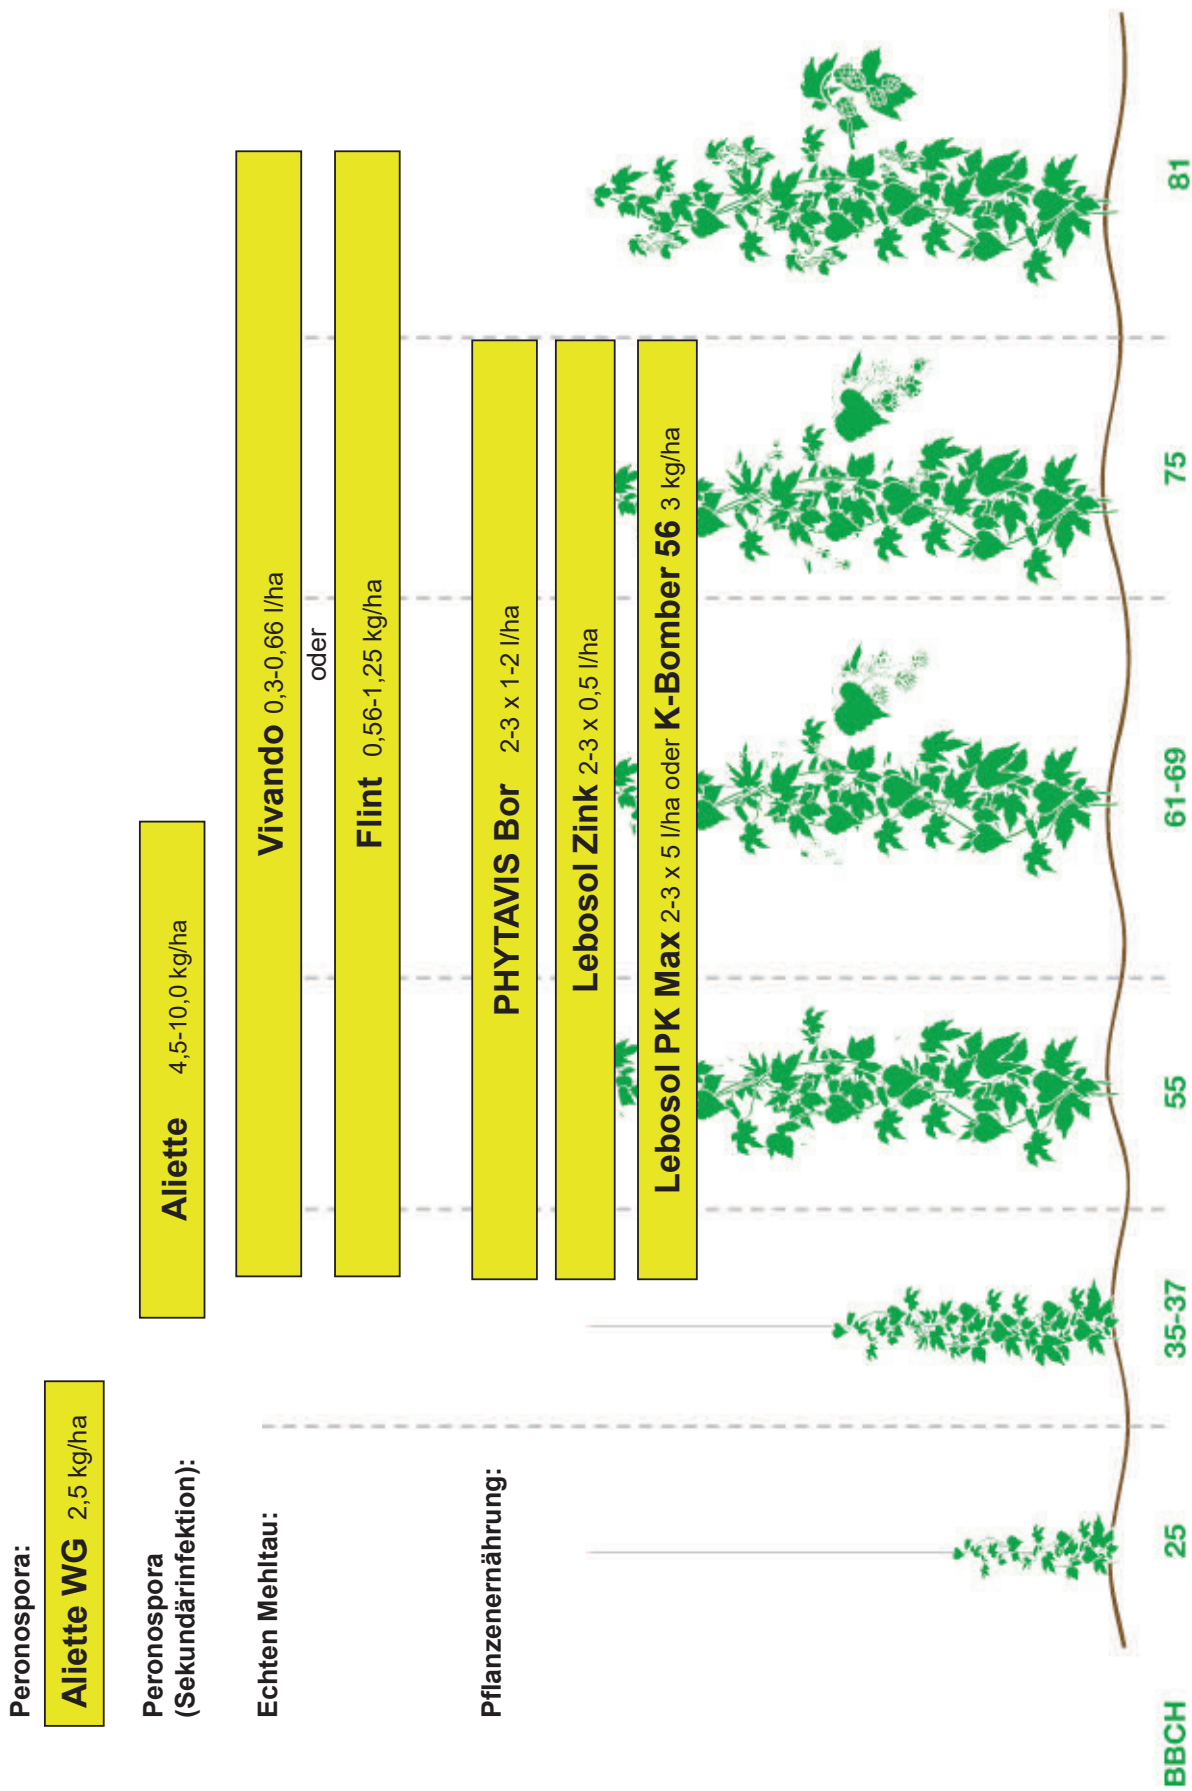 Peronospora:
Aliette WG 2,5 kg/ha
Peronospora
(Sekundärinfektion):
Aliette 4,5-10,0 kg/ha
Echten Mehltau:
Vivando 0,3-0,66 l/ha
oder
Flint 0,56-1,25 kg/ha
Pflanzenernährung:
PHYTAVIS Bor 2-3 x 1-2 l/ha
Lebosol Zink 2-3 x 0,5 l/ha
Lebosol PK Max 2-3 x 5 l/ha oder K-Bomber 56 3 kg/ha
BBCH 25 35-37 55 61-69 75 81